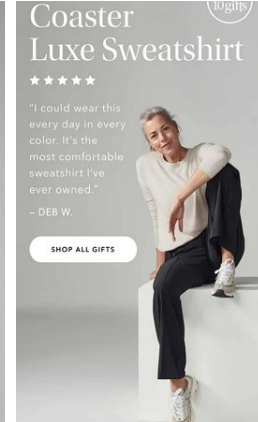 10gifts
Coaster
Luxe Sweatshirt
“I could wear this
every day in every
color. It’s the
most comfortable
sweatshirt I’ve
ever owned.”
– DEB W.
SHOP ALL GIFTS